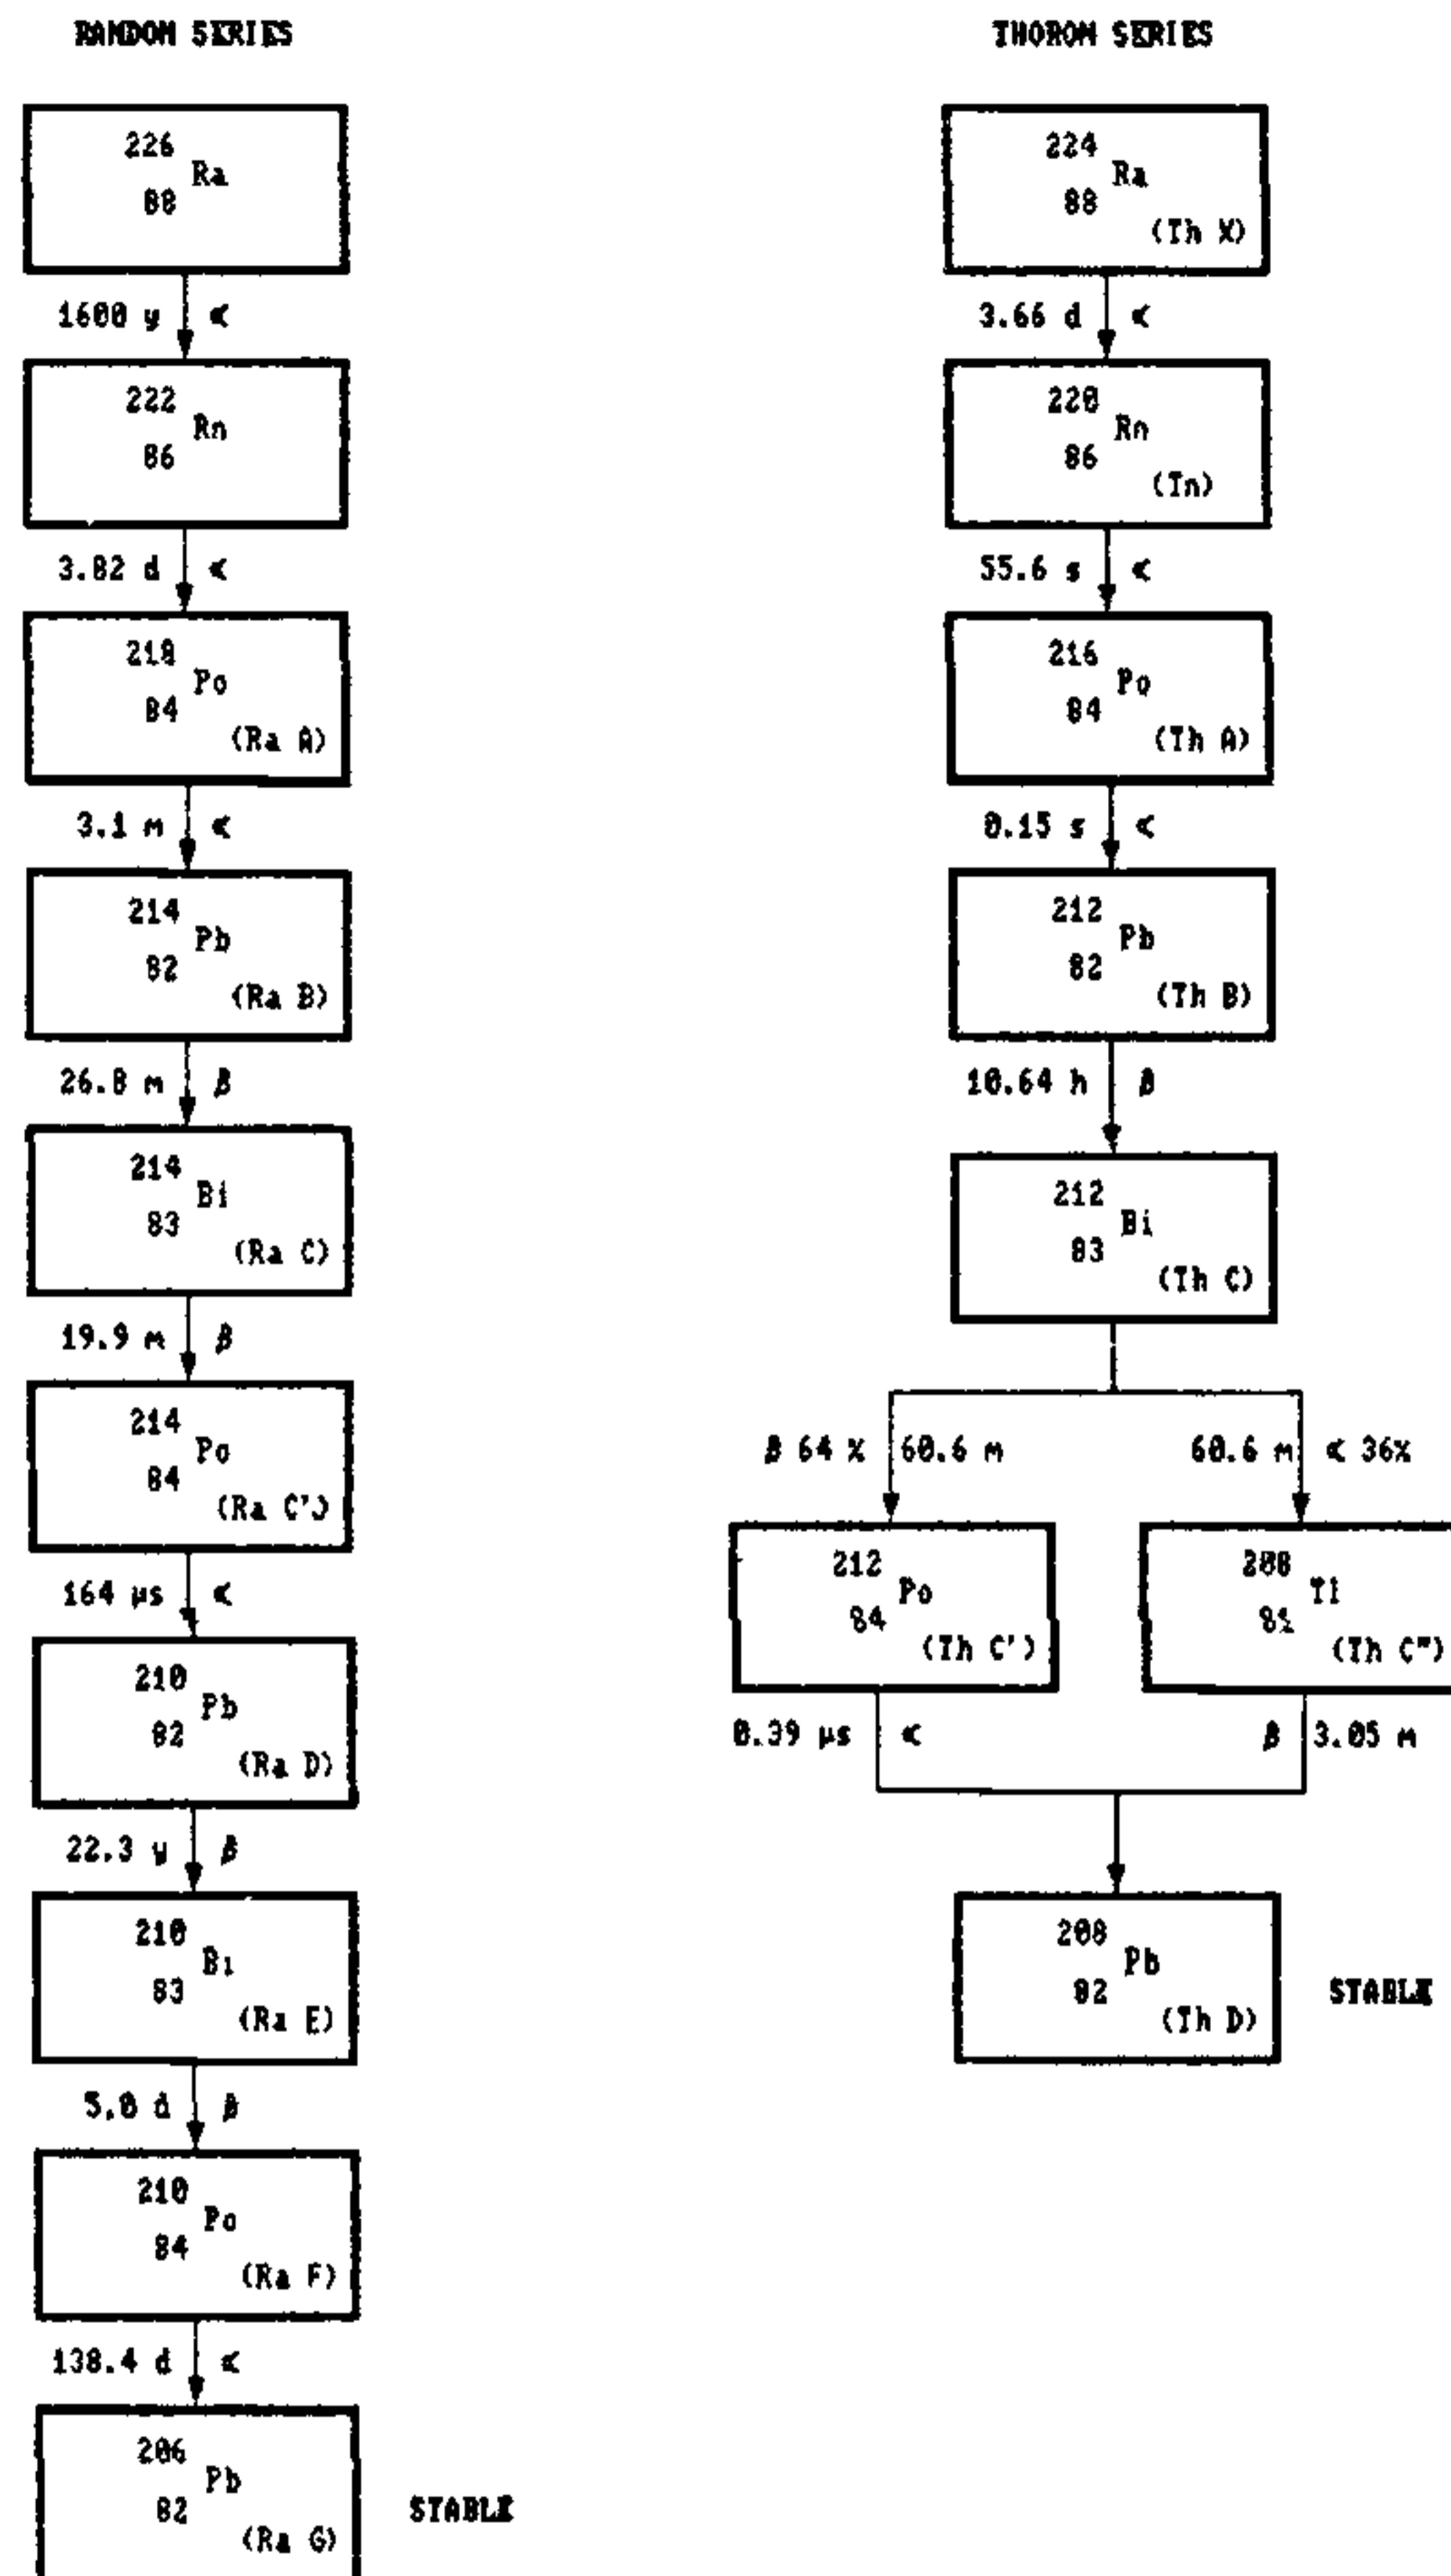 RANDOM SERIES
226
Ra
88
1600 y α
222
Rn
86
3.82 d α
218
Po
84
(Ra A)
3.1 m α
214
Pb
82
(Ra B)
26.8 m β
214
Bi
83
(Ra C)
19.9 m β
214
Po
84
(Ra C')
164 µs α
210
Pb
82
(Ra D)
22.3 y β
210
Bi
83
(Ra E)
5.0 d β
210
Po
84
(Ra F)
138.4 d α
206
Pb
82
(Ra G)
STABLE
THORON SERIES
224
Ra
88
(Th X)
3.66 d α
220
Rn
86
(Tn)
55.6 s α
216
Po
84
(Th A)
0.15 s α
212
Pb
82
(Th B)
10.64 h β
212
Bi
83
(Th C)
β 64 % 60.6 m
60.6 m α 36%
212
Po
84
(Th C')
208
Tl
81
(Th C")
0.39 µs α
β 3.05 m
208
Pb
82
(Th D)
STABLE